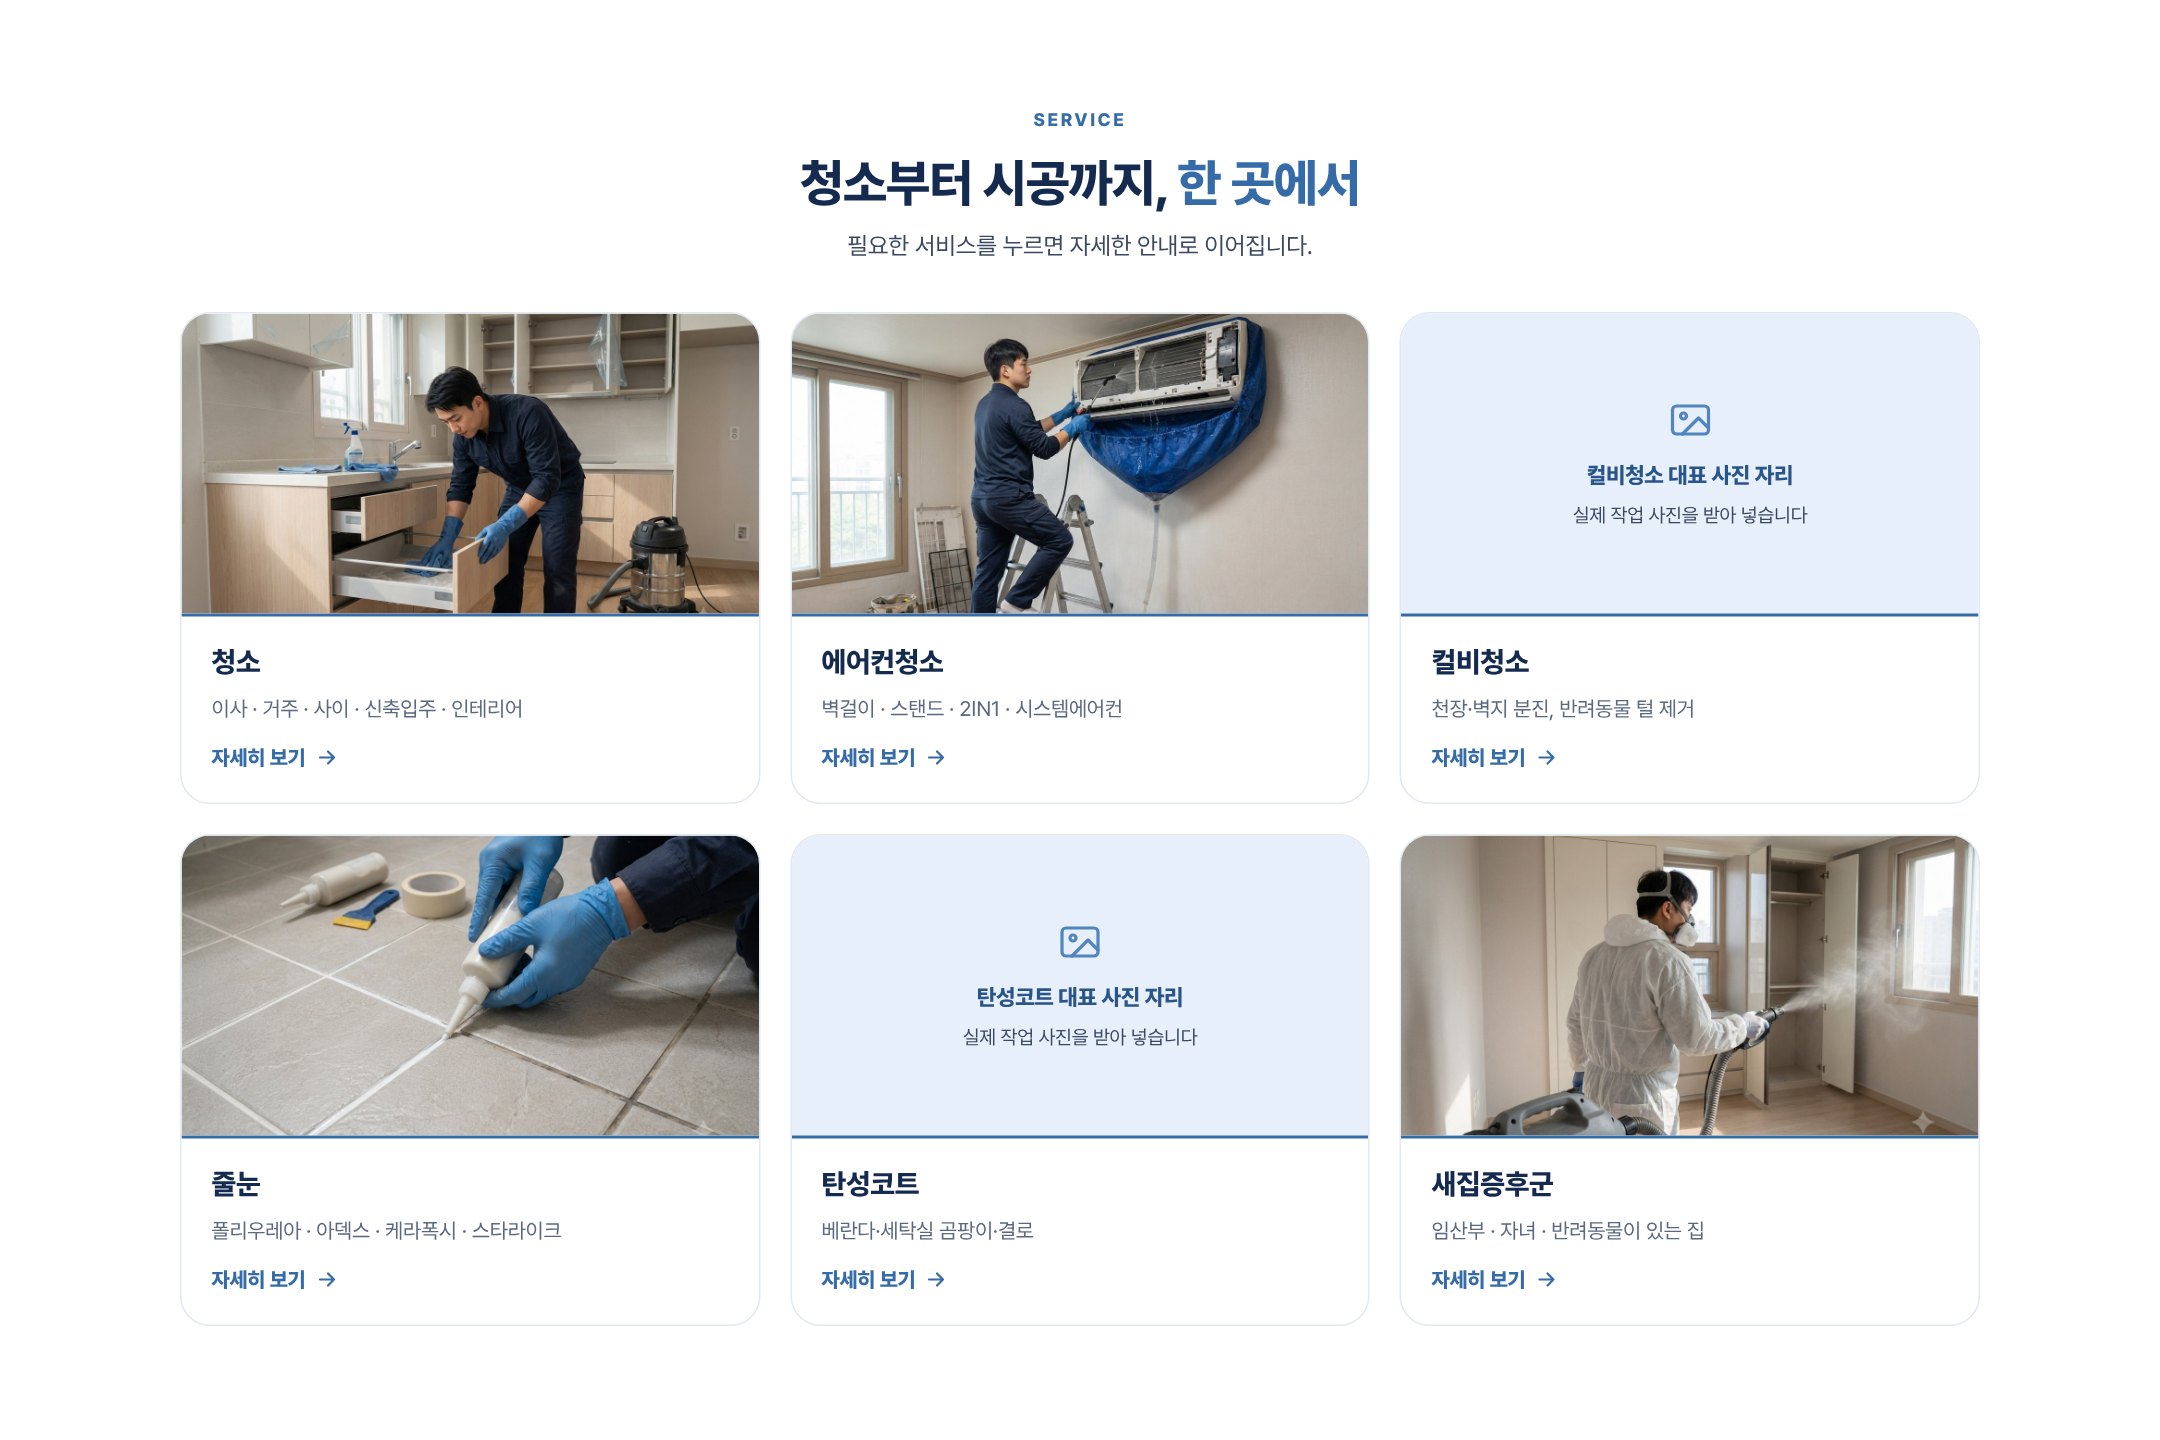 SERVICE
청소부터 시공까지, 한 곳에서
필요한 서비스를 누르면 자세한 안내로 이어집니다.
청소
이사 · 거주 · 사이 · 신축입주 · 인테리어
자세히 보기 →
에어컨청소
벽걸이 · 스탠드 · 2IN1 · 시스템에어컨
자세히 보기 →
컬비청소 대표 사진 자리
실제 작업 사진을 받아 넣습니다
컬비청소
천장·벽지 분진, 반려동물 털 제거
자세히 보기 →
줄눈
폴리우레아 · 아덱스 · 케라폭시 · 스타라이크
자세히 보기 →
탄성코트 대표 사진 자리
실제 작업 사진을 받아 넣습니다
탄성코트
베란다·세탁실 곰팡이·결로
자세히 보기 →
새집증후군
임산부 · 자녀 · 반려동물이 있는 집
자세히 보기 →